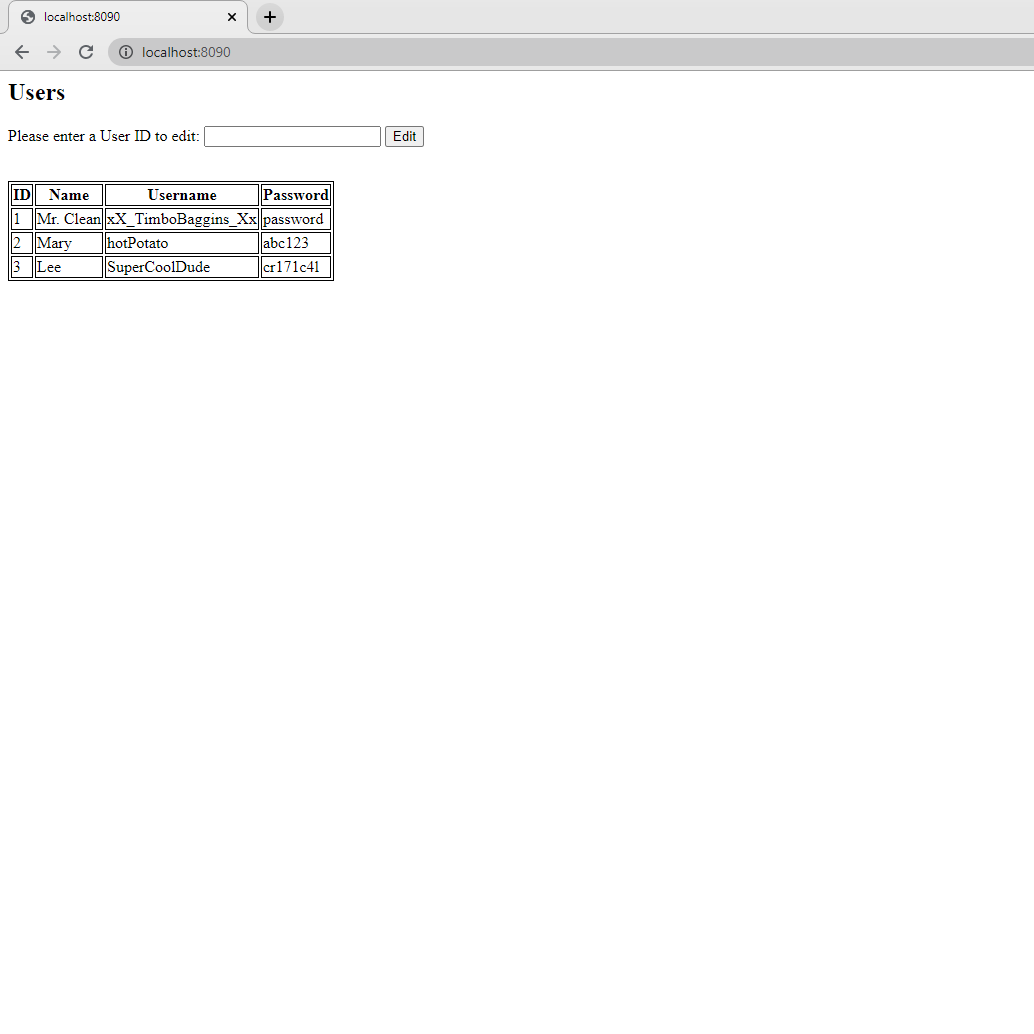 localhost:8090
localhost:8090
Users
Please enter a User ID to edit: Edit
ID Name Username Password
1 Mr. Clean xX_TimboBaggins_Xx password
2 Mary hotPotato abc123
3 Lee SuperCoolDude cr171c4l